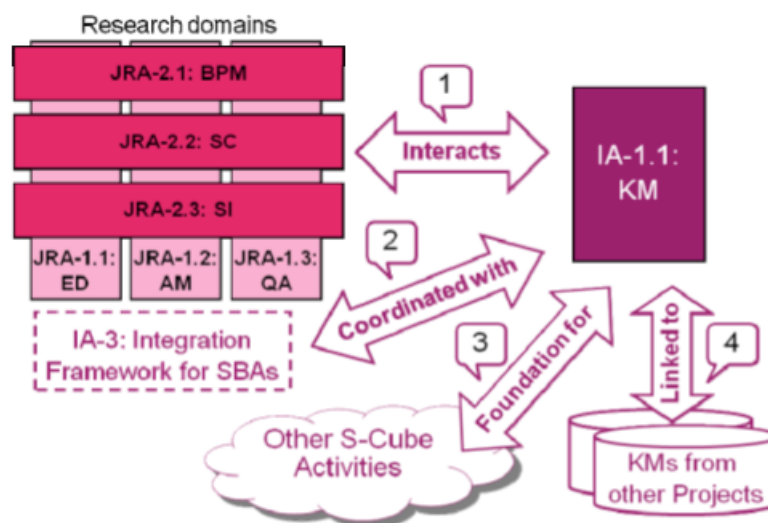 Research domains
JRA-2.1: BPM
JRA-2.2: SC
JRA-2.3: SI
JRA-1.1:
ED
JRA-1.2:
AM
JRA-1.3:
QA
IA-3: Integration
Framework for SBAs
1
Interacts
IA-1.1:
KM
2
Coordinated with
3
Foundation for
4
Linked to
Other S-Cube
Activities
KMs from
other Projects